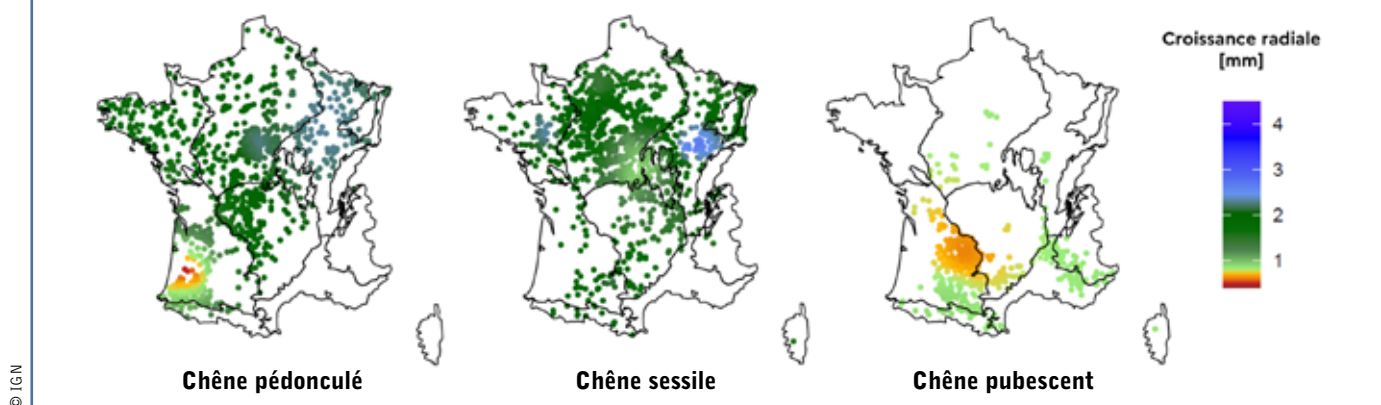 Croissance radiale
[mm]
4
3
2
1
Chêne pédonculé
Chêne sessile
Chêne pubescent
© IGN